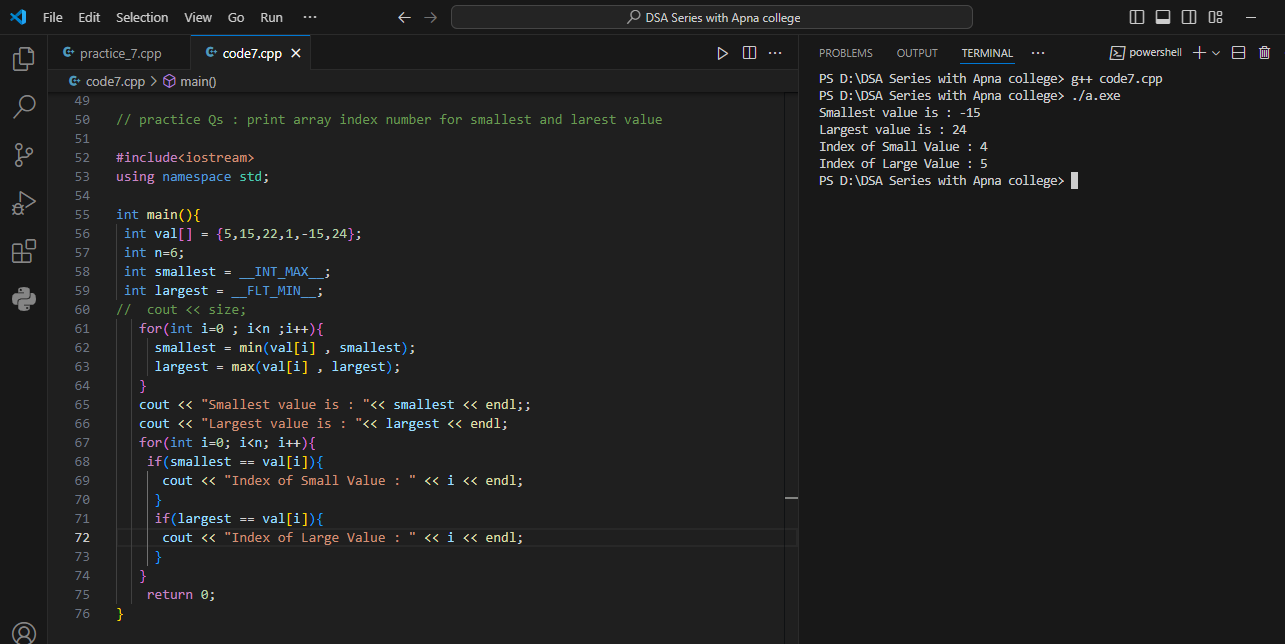 File Edit Selection View Go Run ··· DSA Series with Apna college
practice_7.cpp code7.cpp
code7.cpp > main()
49
50 // practice Qs : print array index number for smallest and larest value
51
52 #include<iostream>
53 using namespace std;
54
55 int main(){
56 int val[] = {5,15,22,1,-15,24};
57 int n=6;
58 int smallest = __INT_MAX__;
59 int largest = __FLT_MIN__;
60 //  cout << size;
61 for(int i=0 ; i<n ;i++){
62 smallest = min(val[i] , smallest);
63 largest = max(val[i] , largest);
64 }
65 cout << "Smallest value is : "<< smallest << endl;;
66 cout << "Largest value is : "<< largest << endl;
67 for(int i=0; i<n; i++){
68 if(smallest == val[i]){
69 cout << "Index of Small Value : " << i << endl;
70 }
71 if(largest == val[i]){
72 cout << "Index of Large Value : " << i << endl;
73 }
74 }
75 return 0;
76 }
PROBLEMS OUTPUT TERMINAL ··· powershell
PS D:\DSA Series with Apna college> g++ code7.cpp
PS D:\DSA Series with Apna college> ./a.exe
Smallest value is : -15
Largest value is : 24
Index of Small Value : 4
Index of Large Value : 5
PS D:\DSA Series with Apna college>